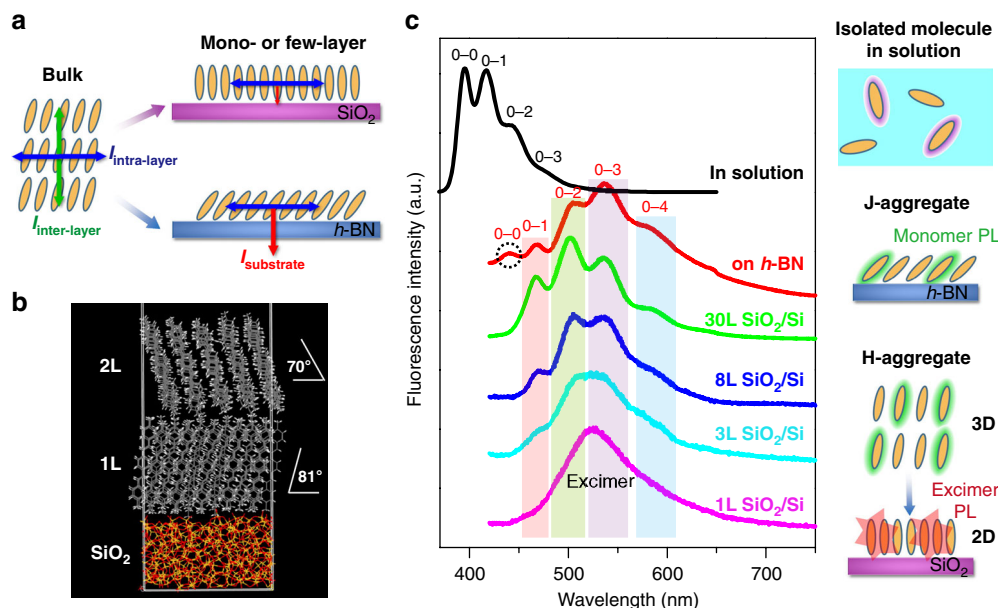 a
Bulk
Mono- or few-layer
SiO2
Iintra-layer
Iinter-layer
h-BN
Isubstrate
b
2L
70°
1L
81°
SiO2
c
Fluorescence intensity (a.u.)
0–0
0–1
0–2
0–3
In solution
0–0
0–1
0–2
0–3
0–4
on h-BN
30L SiO2/Si
8L SiO2/Si
3L SiO2/Si
Excimer
1L SiO2/Si
400
500
600
700
Wavelength (nm)
Isolated molecule
in solution
J-aggregate
Monomer PL
h-BN
H-aggregate
3D
Excimer
PL
2D
SiO2